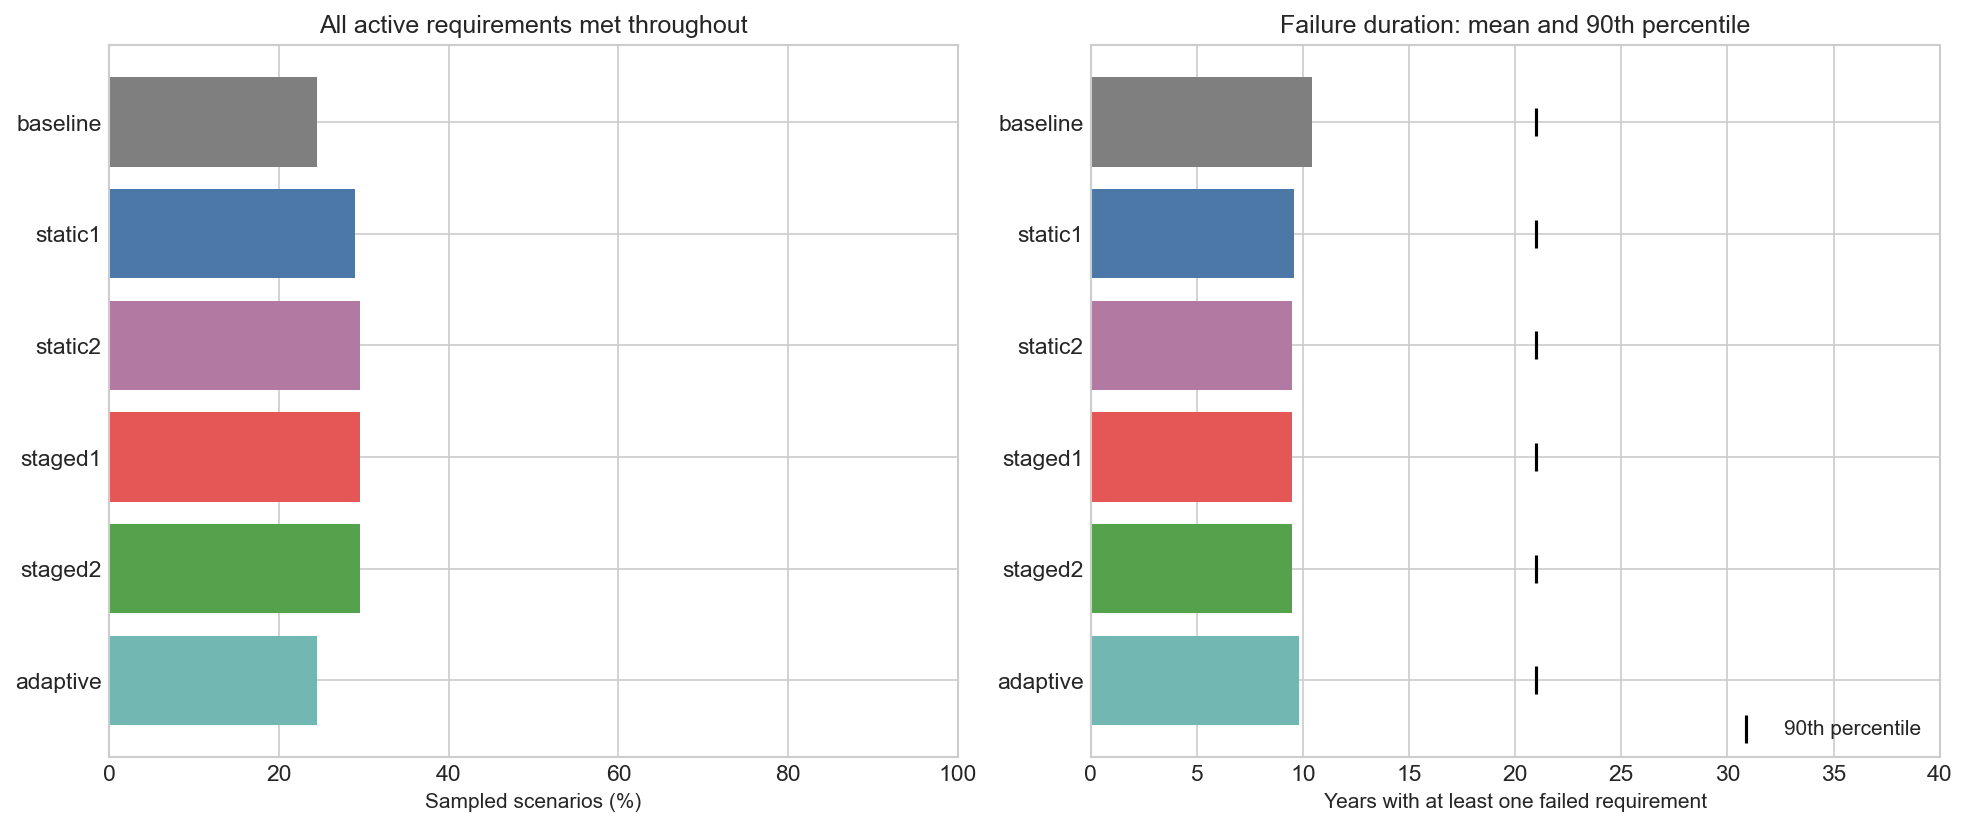 All active requirements met throughout
baseline
static1
static2
staged1
staged2
adaptive
0 20 40 60 80 100
Sampled scenarios (%)
Failure duration: mean and 90th percentile
baseline
static1
static2
staged1
staged2
adaptive
90th percentile
0 5 10 15 20 25 30 35 40
Years with at least one failed requirement